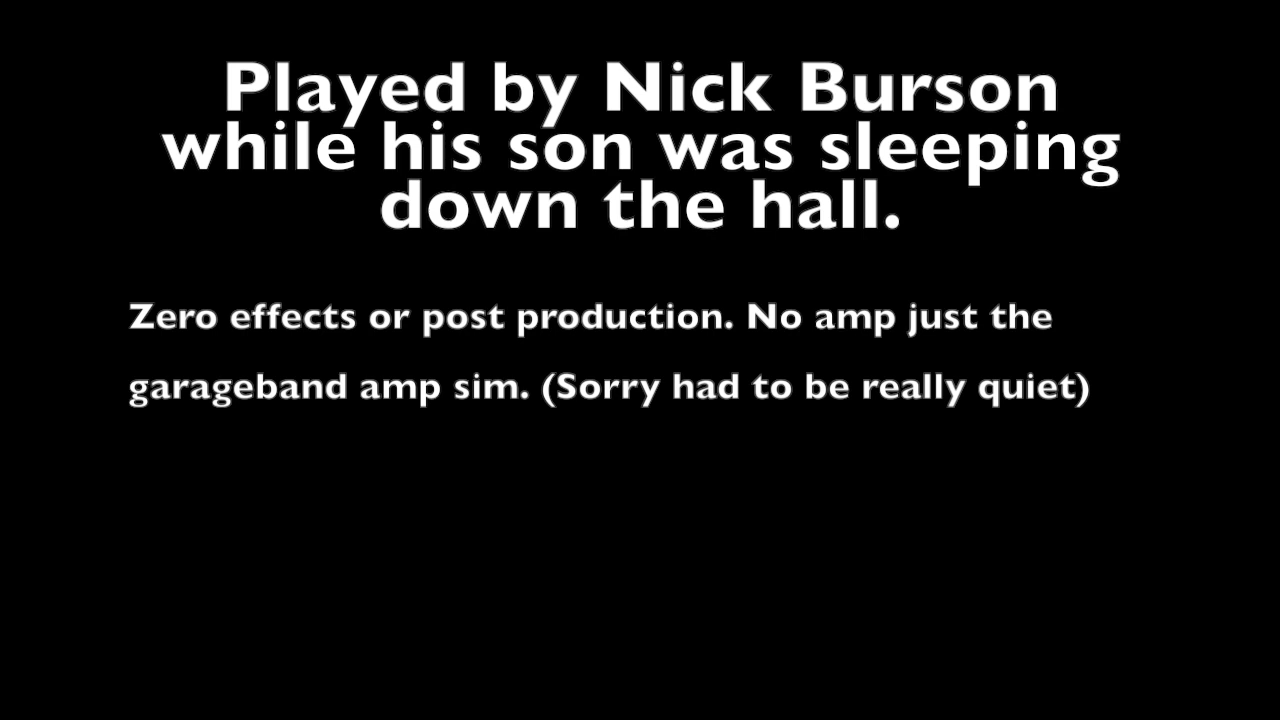 Played by Nick Burson
while his son was sleeping
down the hall.
Zero effects or post production. No amp just the
garageband amp sim. (Sorry had to be really quiet)